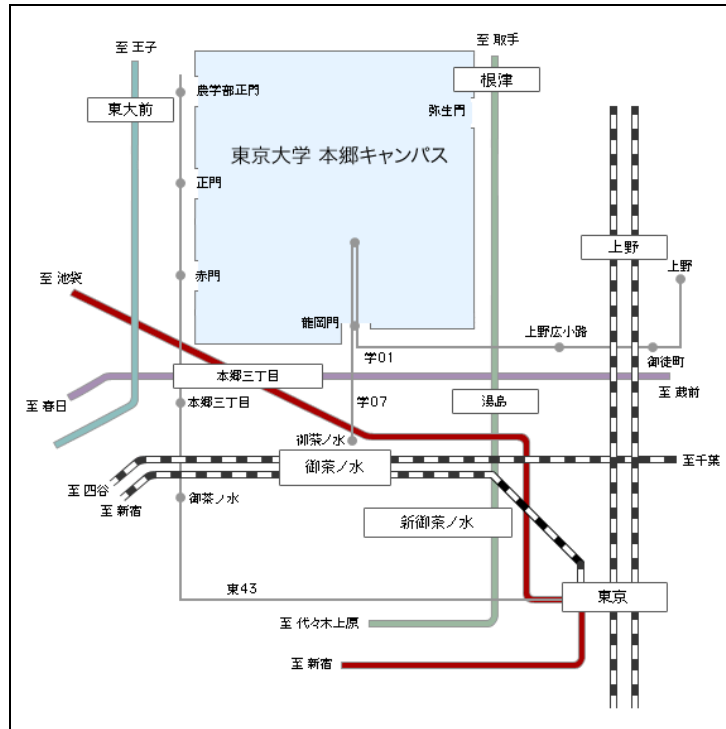 至 王子
至 取手
農学部正門
根津
東大前
弥生門
東京大学 本郷キャンパス
正門
上野
上野
至 池袋
赤門
龍岡門
上野広小路
学01
御徒町
本郷三丁目
至 蔵前
至 春日
本郷三丁目
学07
湯島
御茶ノ水
御茶ノ水
至千葉
至 四谷
至 新宿
御茶ノ水
新御茶ノ水
東43
東京
至 代々木上原
至 新宿